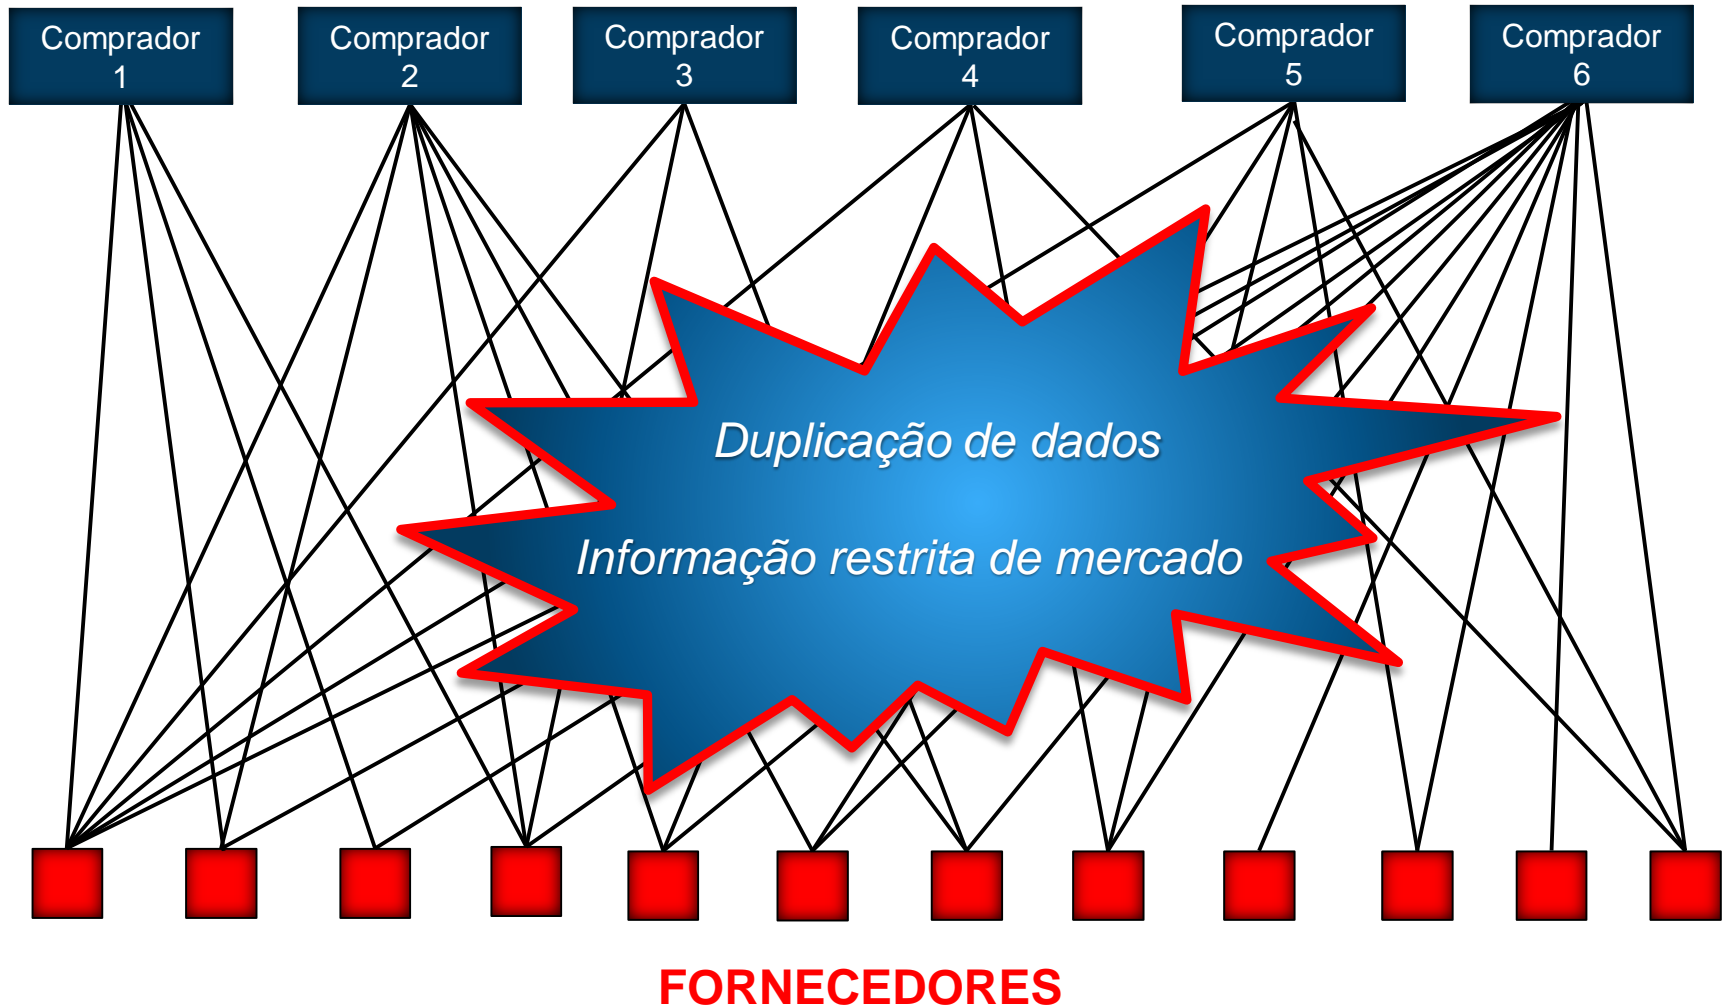 Comprador
1
Comprador
2
Comprador
3
Comprador
4
Comprador
5
Comprador
6
Duplicação de dados
Informação restrita de mercado
FORNECEDORES